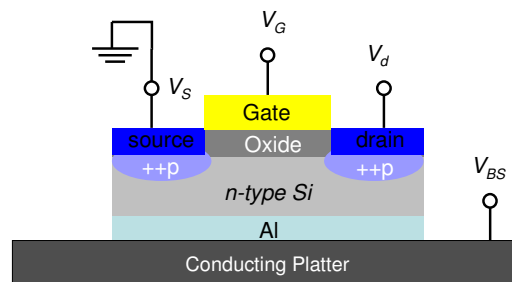 V_G
V_S
V_d
Gate
source
Oxide
drain
++p
++p
V_BS
n-type Si
Al
Conducting Platter